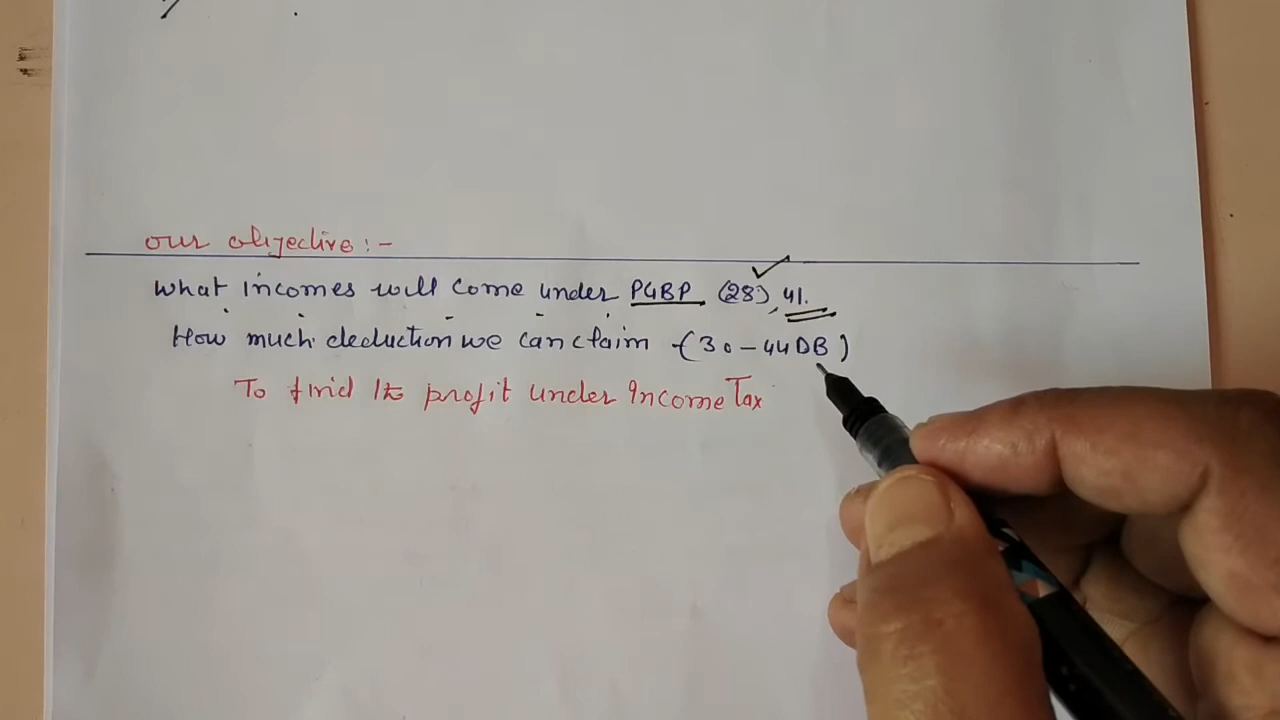 our objective:-
What incomes will come under PGBP (28), 41.
How much deduction we can claim (30-44DB)
To find Its profit under Income Tax